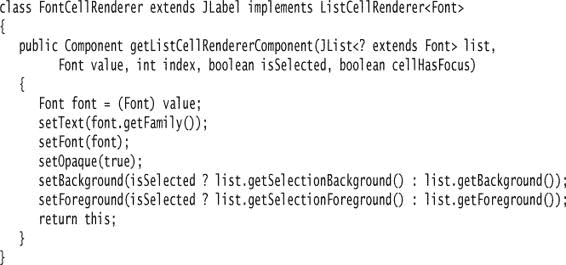 class FontCellRenderer extends JLabel implements ListCellRenderer<Font>
{
   public Component getListCellRendererComponent(JList<? extends Font> list,
         Font value, int index, boolean isSelected, boolean cellHasFocus)
   {
      Font font = (Font) value;
      setText(font.getFamily());
      setFont(font);
      setOpaque(true);
      setBackground(isSelected ? list.getSelectionBackground() : list.getBackground());
      setForeground(isSelected ? list.getSelectionForeground() : list.getForeground());
      return this;
   }
}